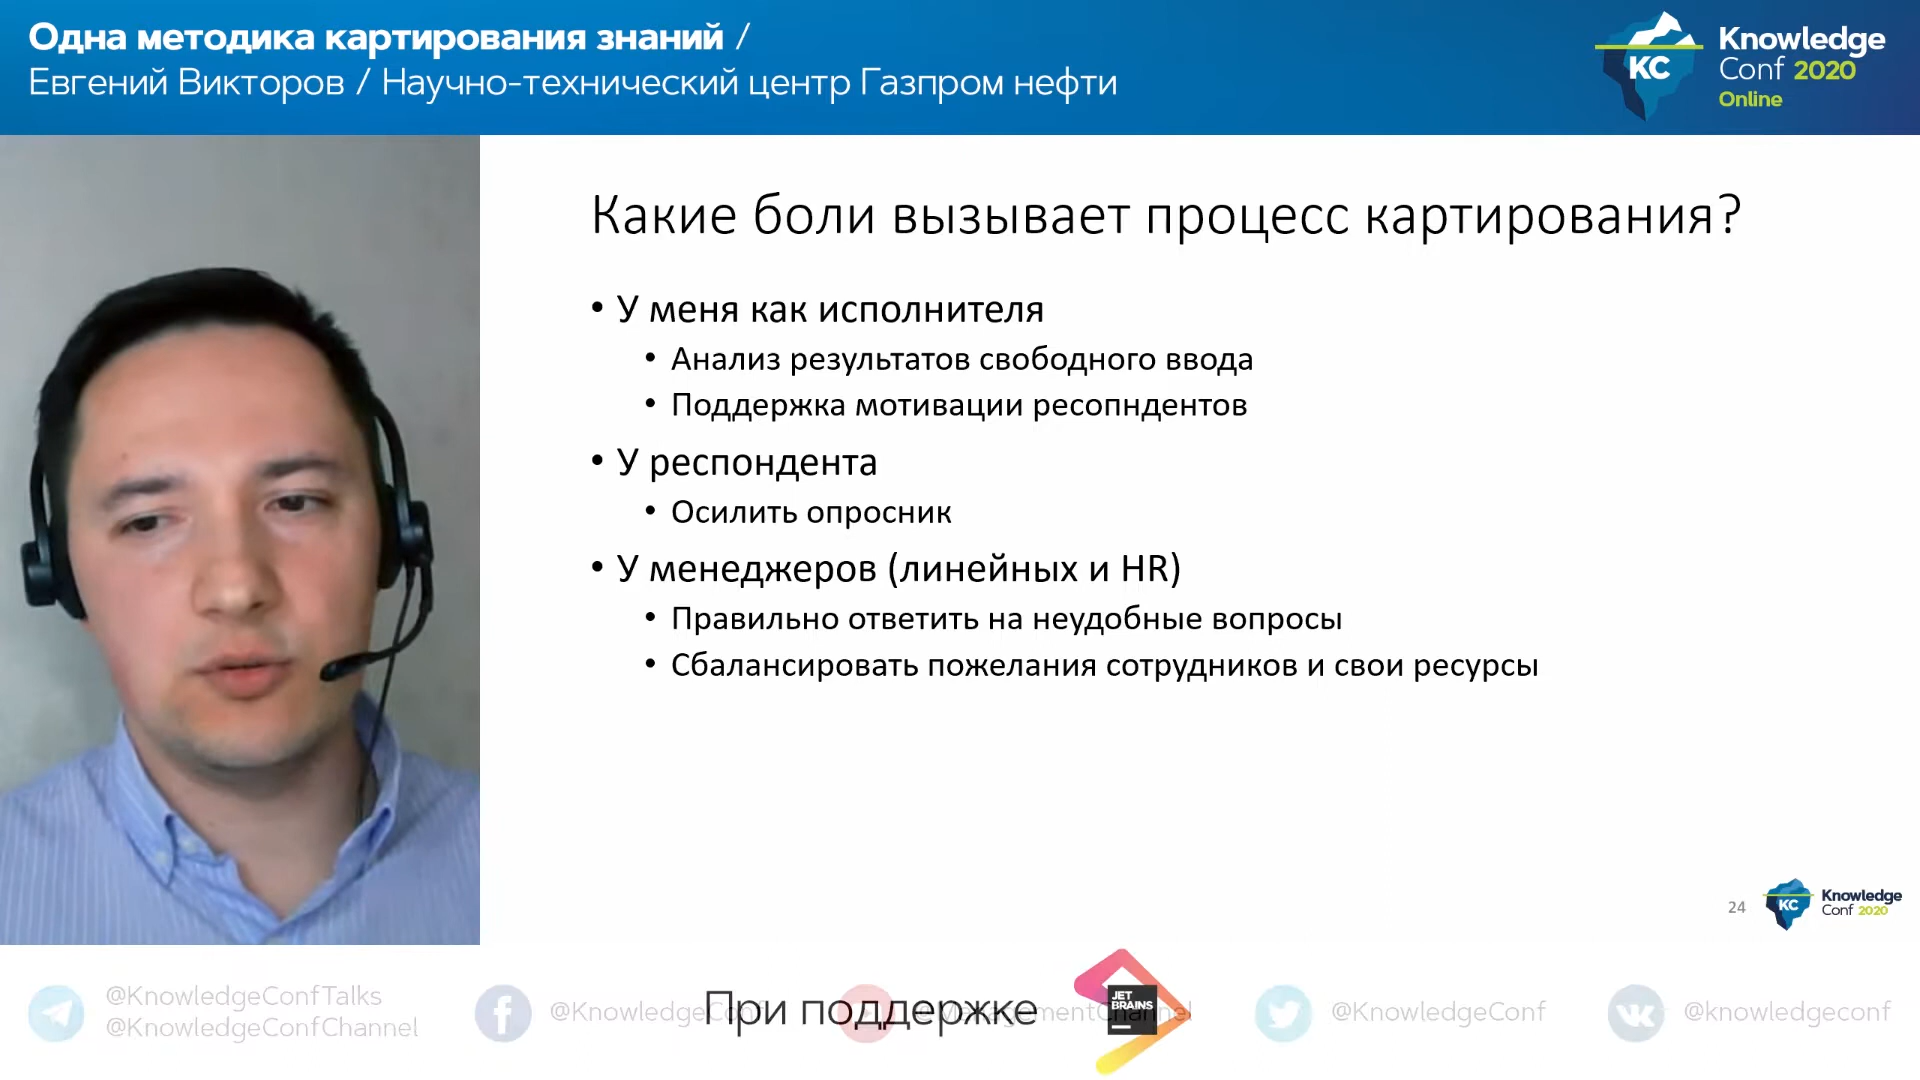 Одна методика картирования знаний /
Евгений Викторов / Научно-технический центр Газпром нефти
KC
Knowledge
Conf 2020
Online
Какие боли вызывает процесс картирования?
• У меня как исполнителя
• Анализ результатов свободного ввода
• Поддержка мотивации ресопндентов
• У респондента
• Осилить опросник
• У менеджеров (линейных и HR)
• Правильно ответить на неудобные вопросы
• Сбалансировать пожелания сотрудников и свои ресурсы
24
KC
Knowledge
Conf 2020
@KnowledgeConfTalks
@KnowledgeConfChannel
При поддержке
JET
BRAINS
@KnowledgeConf
@knowledgeconf